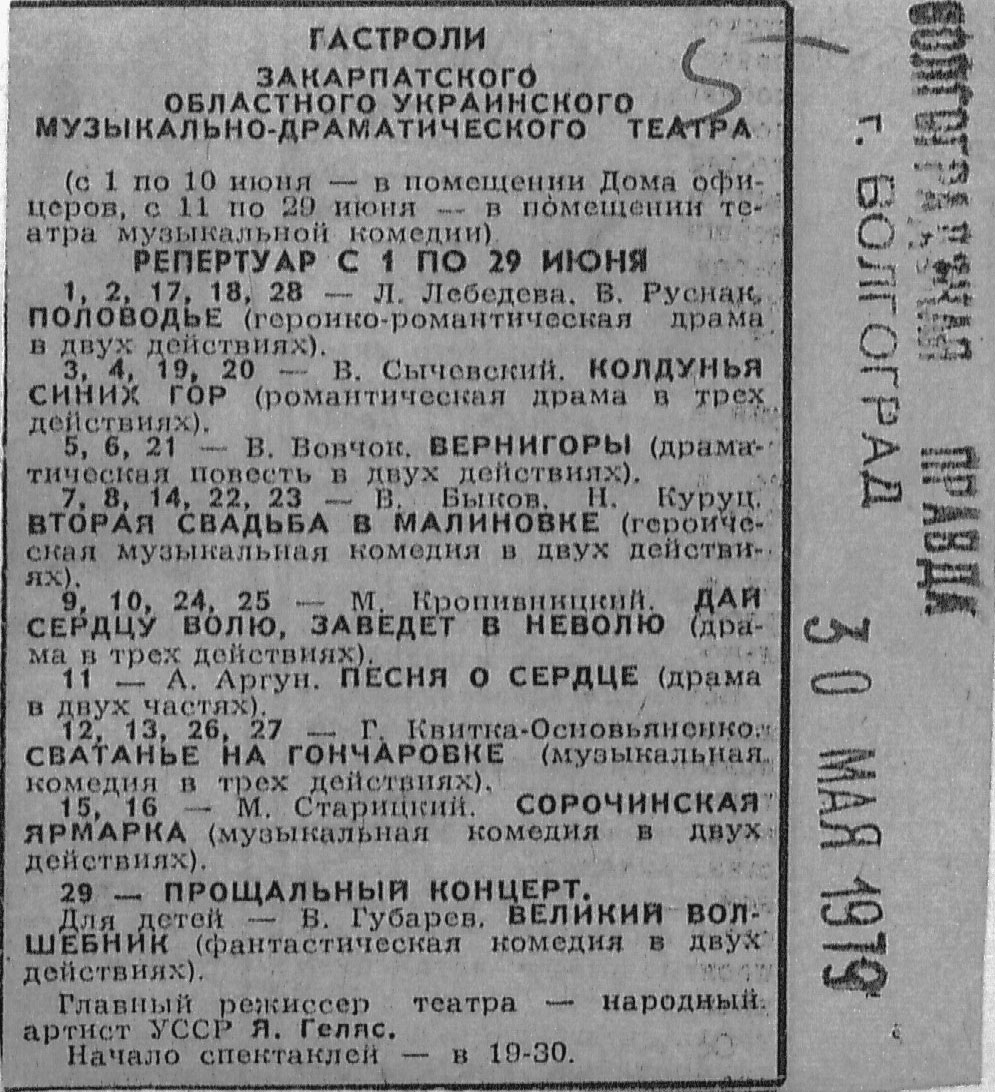 ГАСТРОЛИ
ЗАКАРПАТСКОГО
ОБЛАСТНОГО УКРАИНСКОГО
МУЗЫКАЛЬНО-ДРАМАТИЧЕСКОГО ТЕАТРА
(с 1 по 10 июня — в помещении Дома офи-
церов, с 11 по 29 июня — в помещении те-
атра музыкальной комедии)
РЕПЕРТУАР С 1 ПО 29 ИЮНЯ
1, 2, 17, 18, 28 — Л. Лебедева, В. Руснак.
ПОЛОВОДЬЕ (героико-романтическая драма
в двух действиях).
3, 4, 19, 20 — В. Сычевский. КОЛДУНЬЯ
СИНИХ ГОР (романтическая драма в трех
действиях).
5, 6, 21 — В. Вовчок. ВЕРНИГОРЫ (драма-
тическая повесть в двух действиях).
7, 8, 14, 22, 23 — В. Быков, Н. Куруц.
ВТОРАЯ СВАДЬБА В МАЛИНОВКЕ (героиче-
ская музыкальная комедия в двух действи-
ях).
9, 10, 24, 25 — М. Кропивницкий. ДАЙ
СЕРДЦУ ВОЛЮ, ЗАВЕДЕТ В НЕВОЛЮ (дра-
ма в трех действиях).
11 — А. Аргун. ПЕСНЯ О СЕРДЦЕ (драма
в двух частях).
12, 13, 26, 27 — Г. Квитка-Основьяненко.
СВАТАНЬЕ НА ГОНЧАРОВКЕ (музыкальная
комедия в трех действиях).
15, 16 — М. Старицкий. СОРОЧИНСКАЯ
ЯРМАРКА (музыкальная комедия в двух
действиях).
29 — ПРОЩАЛЬНЫЙ КОНЦЕРТ.
Для детей — В. Губарев. ВЕЛИКИЙ ВОЛ-
ШЕБНИК (фантастическая комедия в двух
действиях).
Главный режиссер театра — народный
артист УССР Я. Геляс.
Начало спектаклей — в 19-30.
ВОЛГОГРАДСКАЯ ПРАВДА
г. ВОЛГОГРАД
30 МАЯ 1979